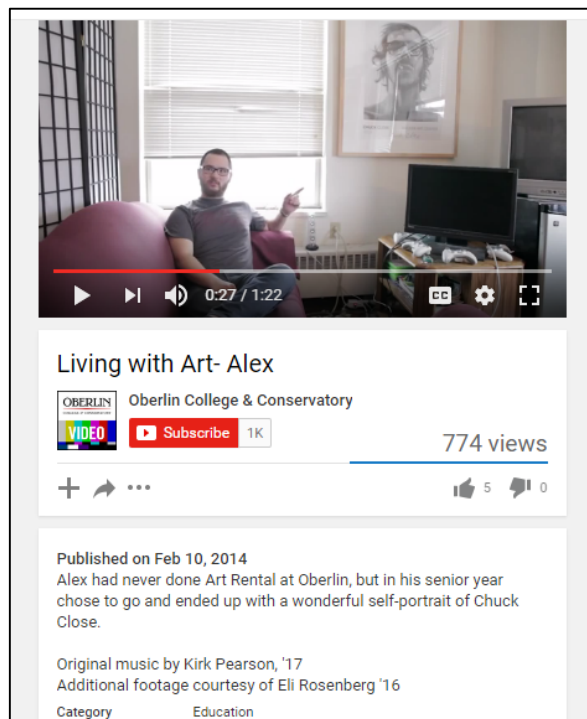 0:27 / 1:22
CC
Living with Art- Alex
OBERLIN
VIDEO
Oberlin College & Conservatory
Subscribe 1K
774 views
5 0
Published on Feb 10, 2014
Alex had never done Art Rental at Oberlin, but in his senior year
chose to go and ended up with a wonderful self-portrait of Chuck
Close.
Original music by Kirk Pearson, '17
Additional footage courtesy of Eli Rosenberg '16
Category Education